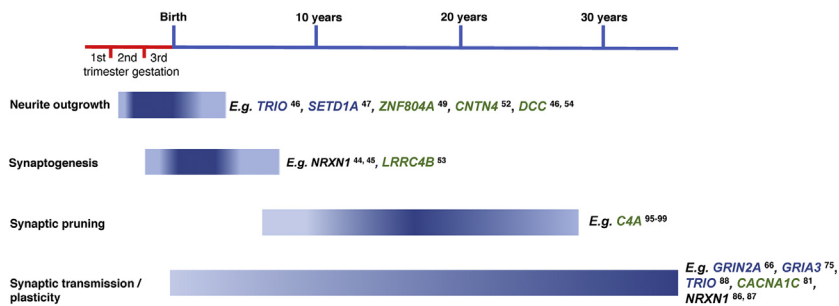 Birth
10 years
20 years
30 years
1st 2nd 3rd
trimester gestation
Neurite outgrowth
E.g. TRIO 46, SETD1A 47, ZNF804A 49, CNTN4 52, DCC 46, 54
Synaptogenesis
E.g. NRXN1 44, 45, LRRC4B 53
Synaptic pruning
E.g. C4A 95-99
Synaptic transmission /
plasticity
E.g. GRIN2A 66, GRIA3 75,
TRIO 88, CACNA1C 81,
NRXN1 86, 87